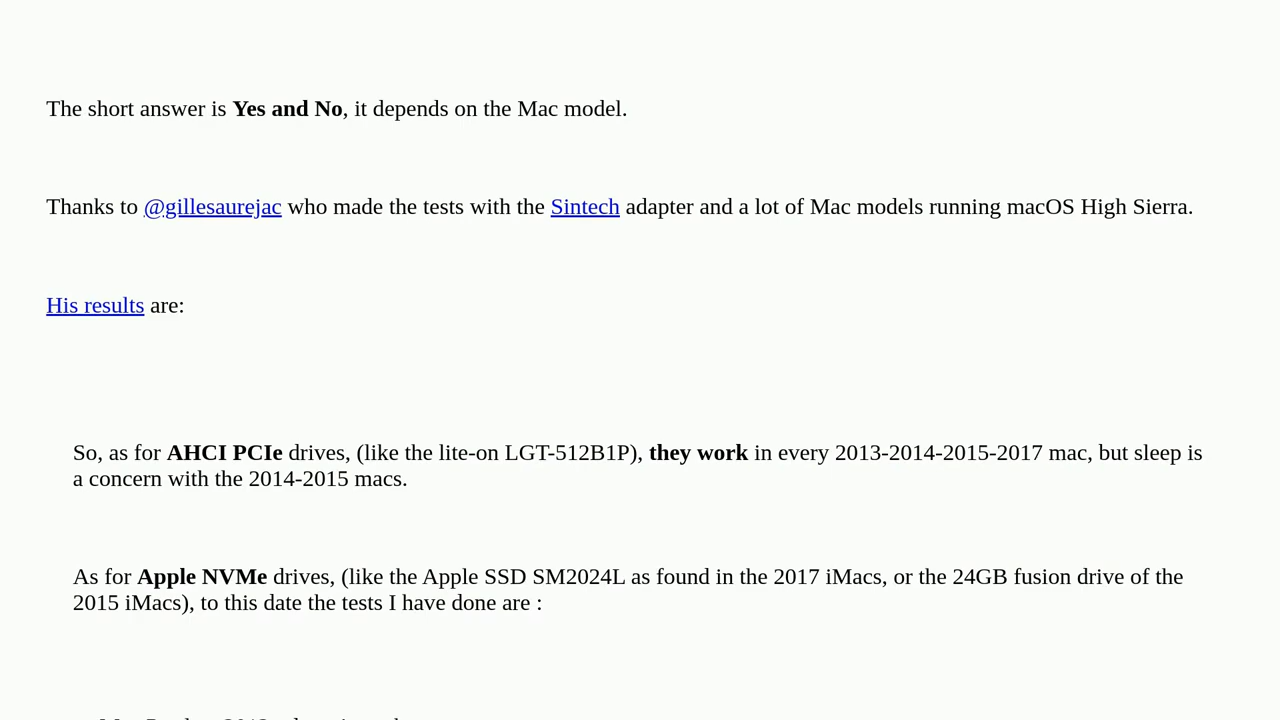 The short answer is Yes and No, it depends on the Mac model.
Thanks to @gillesaurejac who made the tests with the Sintech adapter and a lot of Mac models running macOS High Sierra.
His results are:
So, as for AHCI PCIe drives, (like the lite-on LGT-512B1P), they work in every 2013-2014-2015-2017 mac, but sleep is
a concern with the 2014-2015 macs.
As for Apple NVMe drives, (like the Apple SSD SM2024L as found in the 2017 iMacs, or the 24GB fusion drive of the
2015 iMacs), to this date the tests I have done are :